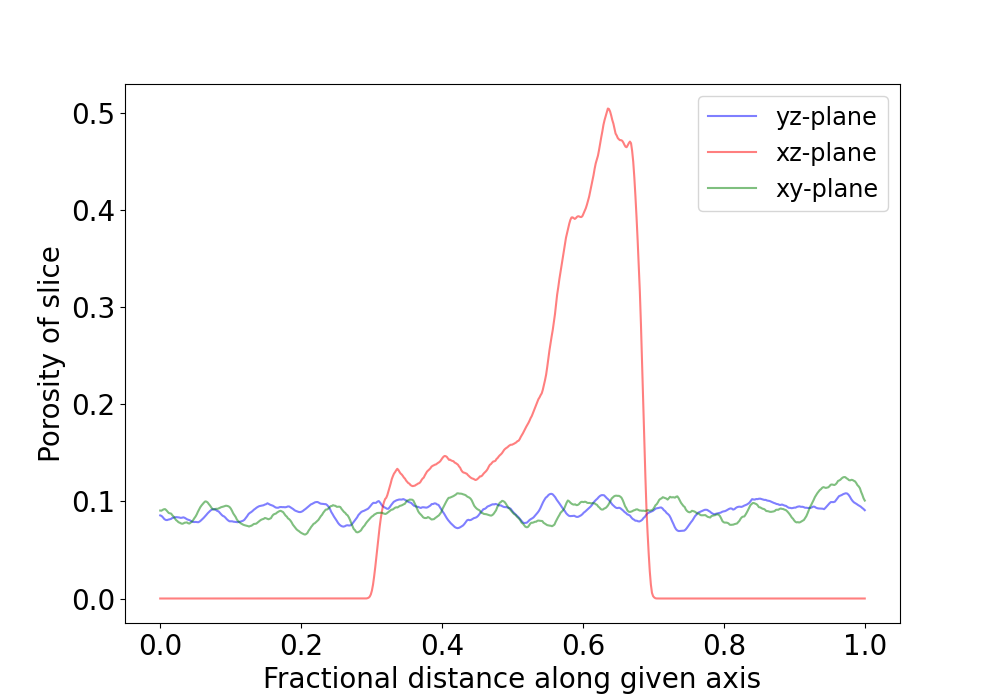 yz-plane
xz-plane
xy-plane
Porosity of slice
0.5
0.4
0.3
0.2
0.1
0.0
0.0 0.2 0.4 0.6 0.8 1.0
Fractional distance along given axis